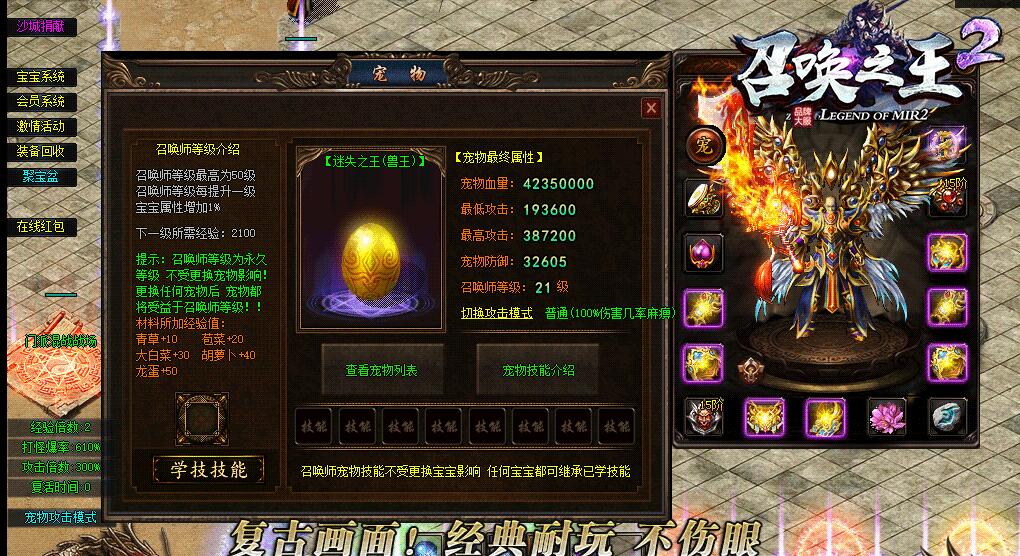 沙城捐献
宝宝系统
会员系统
激情活动
装备回收
聚宝盆
在线红包
经验倍数 2
打怪爆率:610%
攻击倍数:300%
复活时间:0
宠物攻击模式
宠 物
召唤师等级介绍
召唤师等级最高为50级
召唤师等级每提升一级
宝宝属性增加1%
下一级所需经验：2100
提示：召唤师等级为永久
等级 不受更换宠物影响!
更换任何宠物后 宠物都
将受益于召唤师等级!!
材料所加经验值：
青草+10 包菜+20
大白菜+30 胡萝卜+40
龙蛋+50
学技技能
【迷失之王(兽王)】
【宠物最终属性】
宠物血量：42350000
最低攻击：193600
最高攻击：387200
宠物防御：32605
召唤师等级：21 级
切换攻击模式 普通(100%伤害几率麻痹)
查看宠物列表
宠物技能介绍
技能 技能 技能 技能 技能 技能 技能 技能
召唤师宠物技能不受更换宝宝影响 任何宝宝都可继承已学技能
召唤之王2
品牌
大服
LEGEND OF MIR2
宠
15阶
15阶
复古画面！经典耐玩 不伤眼